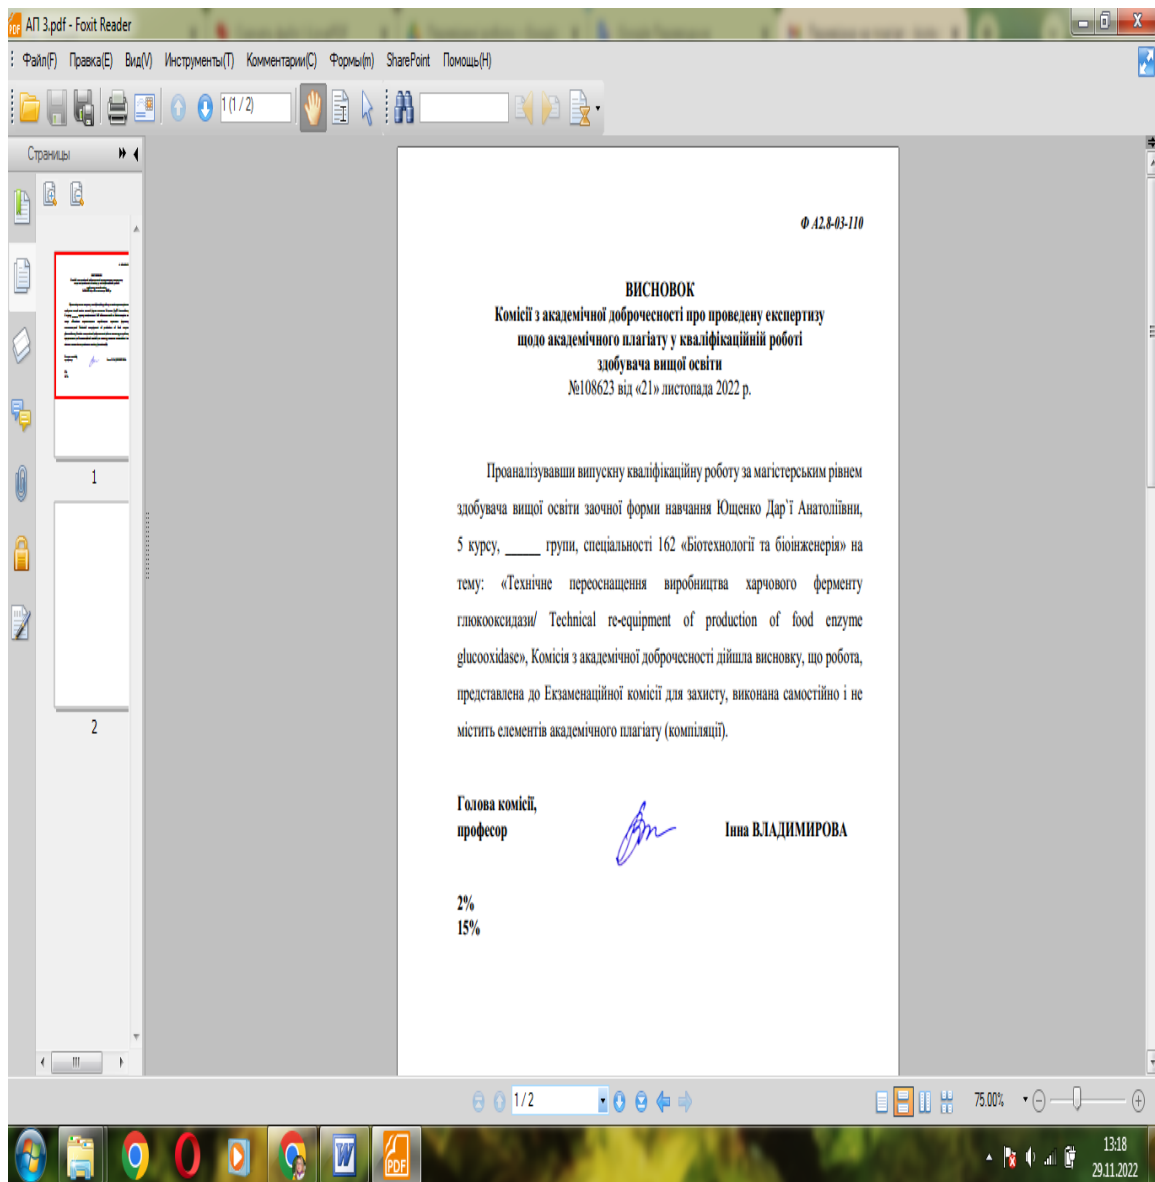 АП 3.pdf - Foxit Reader
Файл(F) Правка(E) Вид(V) Инструменты(T) Комментарии(C) Формы(m) SharePoint Помощь(H)
1 (1 / 2)
Страницы
Ф А2.8-03-110
ВИСНОВОК
Комісії з академічної доброчесності про проведену експертизу
щодо академічного плагіату у кваліфікаційній роботі
здобувача вищої освіти
№108623 від «21» листопада 2022 р.
Проаналізувавши випускну кваліфікаційну роботу за магістерським рівнем
здобувача вищої освіти заочної форми навчання Ющенко Дар`ї Анатоліївни,
5 курсу, _____ групи, спеціальності 162 «Біотехнології та біоінженерія» на
тему: «Технічне переоснащення виробництва харчового ферменту
глюкооксидази/ Technical re-equipment of production of food enzyme
glucooxidase», Комісія з академічної доброчесності дійшла висновку, що робота,
представлена до Екзаменаційної комісії для захисту, виконана самостійно і не
містить елементів академічного плагіату (компіляції).
Голова комісії,
професор Інна ВЛАДИМИРОВА
2%
15%
1
2
1 / 2
75.00%
13:18
29.11.2022